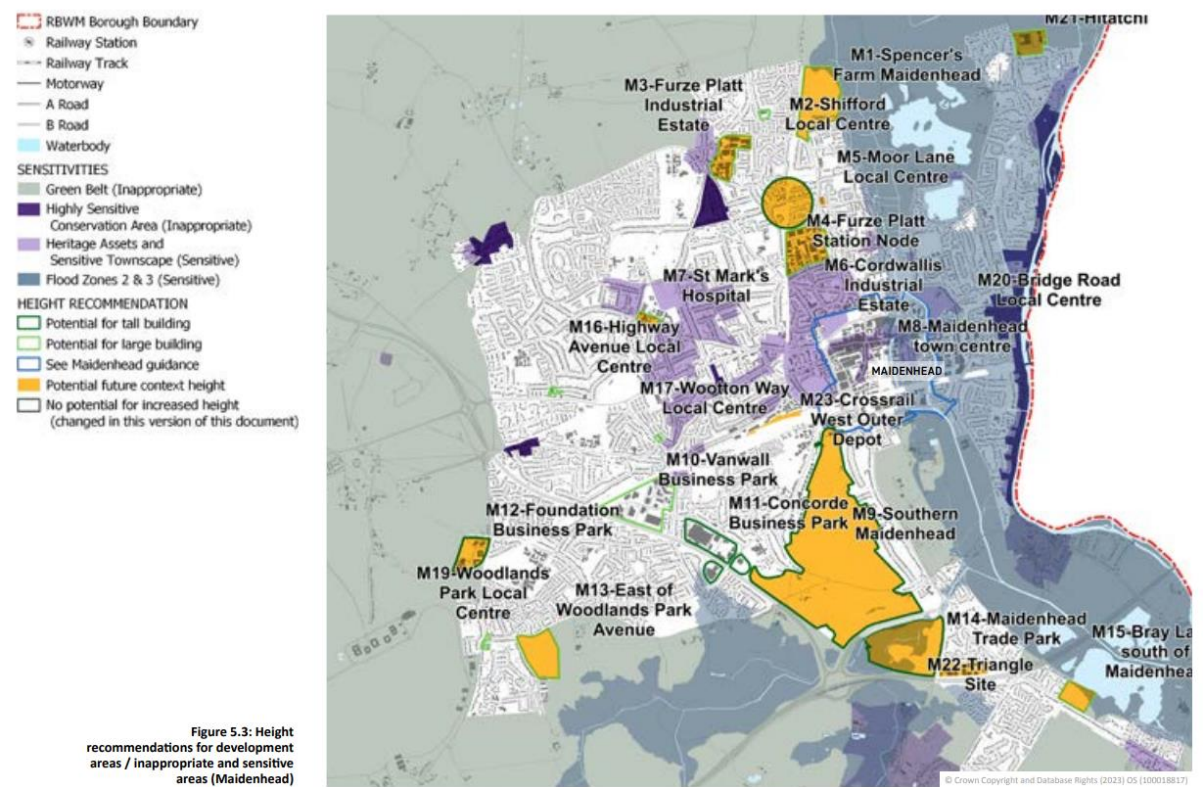 RBWM Borough Boundary
Railway Station
Railway Track
Motorway
A Road
B Road
Waterbody
SENSITIVITIES
Green Belt (Inappropriate)
Highly Sensitive
Conservation Area (Inappropriate)
Heritage Assets and
Sensitive Townscape (Sensitive)
Flood Zones 2 & 3 (Sensitive)
HEIGHT RECOMMENDATION
Potential for tall building
Potential for large building
See Maidenhead guidance
Potential future context height
No potential for increased height
(changed in this version of this document)
Figure 5.3: Height
recommendations for development
areas / inappropriate and sensitive
areas (Maidenhead)
M21-Hitatchi
M1-Spencer's
Farm Maidenhead
M3-Furze Platt
Industrial
Estate
M2-Shifford
Local Centre
M5-Moor Lane
Local Centre
M4-Furze Platt
Station Node
M6-Cordwallis
Industrial
Estate
M7-St Mark's
Hospital
M20-Bridge Road
Local Centre
M16-Highway
Avenue Local
Centre
M8-Maidenhead
town centre
MAIDENHEAD
M17-Wootton Way
Local Centre
M23-Crossrail
West Outer
Depot
M10-Vanwall
Business Park
M12-Foundation
Business Park
M11-Concorde
Business Park
M9-Southern
Maidenhead
M19-Woodlands
Park Local
Centre
M13-East of
Woodlands Park
Avenue
M14-Maidenhead
Trade Park
M15-Bray La
south of
Maidenhea
M22-Triangle
Site
© Crown Copyright and Database Rights (2023) OS (100018817)